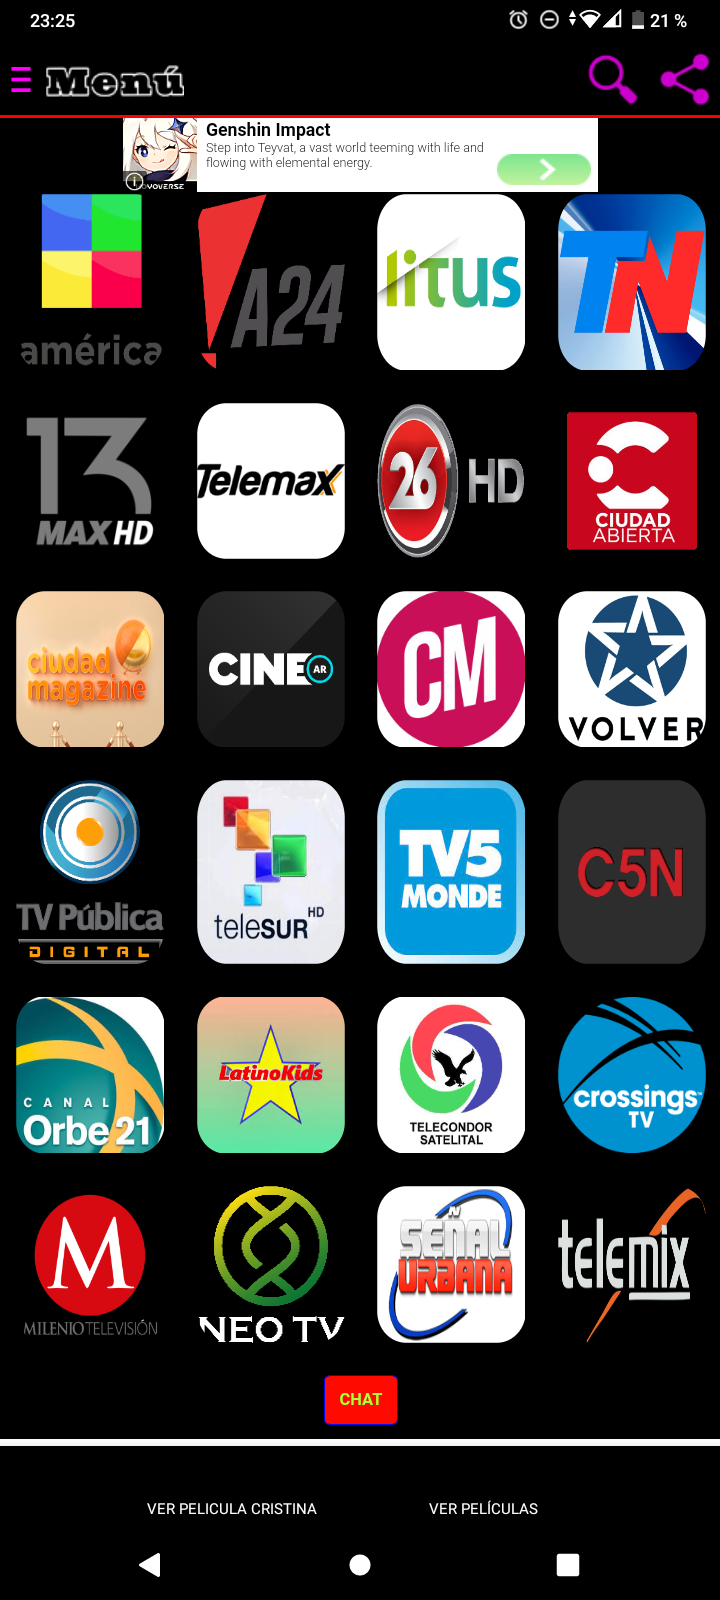 23:25
21 %
Menú
Genshin Impact
Step into Teyvat, a vast world teeming with life and
flowing with elemental energy.
américa
A24
litus
TN
13
MAX HD
Telemax
26 HD
CIUDAD
ABIERTA
ciudad
magazine
CINE AR
CM
VOLVER
TV Pública
DIGITAL
teleSUR HD
TV5
MONDE
C5N
CANAL
Orbe 21
LatinoKids
TELECONDOR
SATELITAL
crossings
TV
M
MILENIO TELEVISIÓN
NEO TV
SEÑAL
URBANA
telemix
CHAT
VER PELICULA CRISTINA
VER PELÍCULAS